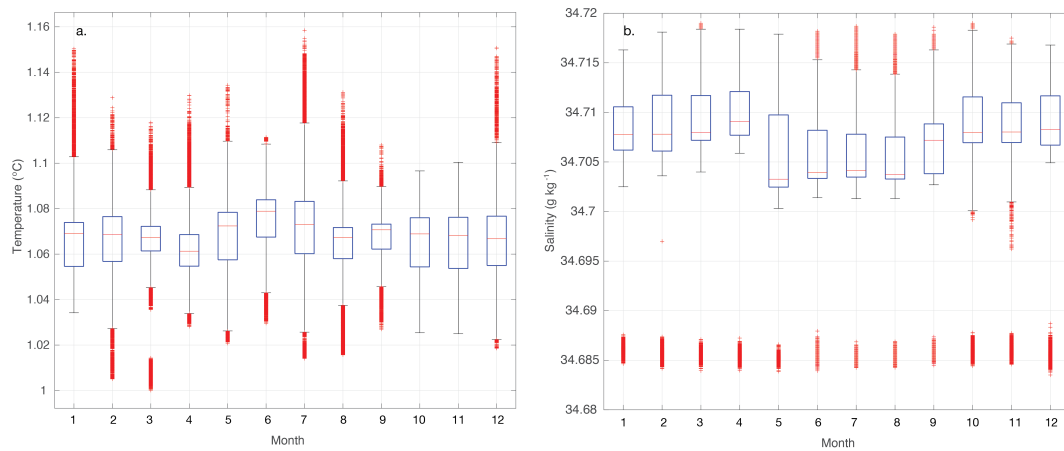 a.
1.16
1.14
1.12
1.10
1.08
1.06
1.04
1.02
1
Temperature (°C)
1 2 3 4 5 6 7 8 9 10 11 12
Month
b.
34.72
34.715
34.71
34.705
34.7
34.695
34.69
34.685
34.68
Salinity (g kg⁻¹)
1 2 3 4 5 6 7 8 9 10 11 12
Month